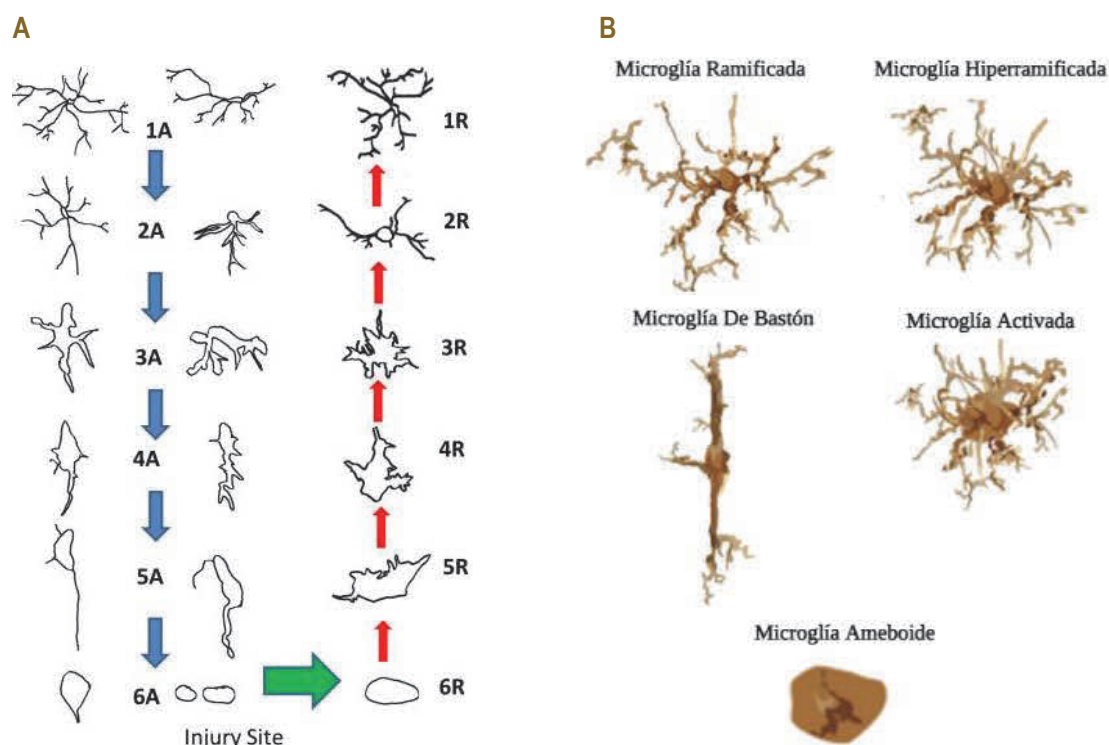 A
1A
1R
2A
2R
3A
3R
4A
4R
5A
5R
6A
6R
Injury Site
B
Microglía Ramificada
Microglía Hiperramificada
Microglía De Bastón
Microglía Activada
Microglía Ameboide